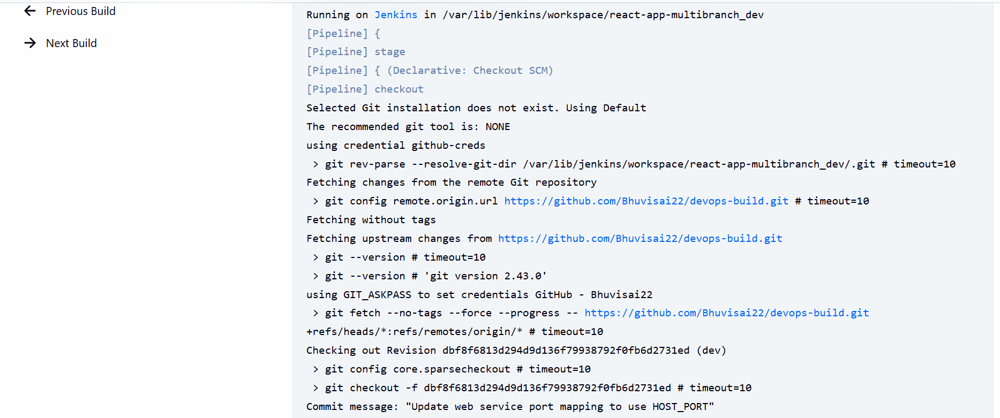 Previous Build
Next Build
Running on Jenkins in /var/lib/jenkins/workspace/react-app-multibranch_dev
[Pipeline] {
[Pipeline] stage
[Pipeline] { (Declarative: Checkout SCM)
[Pipeline] checkout
Selected Git installation does not exist. Using Default
The recommended git tool is: NONE
using credential github-creds
 > git rev-parse --resolve-git-dir /var/lib/jenkins/workspace/react-app-multibranch_dev/.git # timeout=10
Fetching changes from the remote Git repository
 > git config remote.origin.url https://github.com/Bhuvisai22/devops-build.git # timeout=10
Fetching without tags
Fetching upstream changes from https://github.com/Bhuvisai22/devops-build.git
 > git --version # timeout=10
 > git --version # 'git version 2.43.0'
using GIT_ASKPASS to set credentials GitHub - Bhuvisai22
 > git fetch --no-tags --force --progress -- https://github.com/Bhuvisai22/devops-build.git
+refs/heads/*:refs/remotes/origin/* # timeout=10
Checking out Revision dbf8f6813d294d9d136f79938792f0fb6d2731ed (dev)
 > git config core.sparsecheckout # timeout=10
 > git checkout -f dbf8f6813d294d9d136f79938792f0fb6d2731ed # timeout=10
Commit message: "Update web service port mapping to use HOST_PORT"